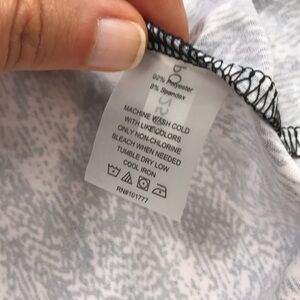 92% Polyester
8% Spandex
MACHINE WASH COLD
WITH LIKE COLORS
ONLY NON-CHLORINE
BLEACH WHEN NEEDED
TUMBLE DRY LOW
COOL IRON
RN#101777